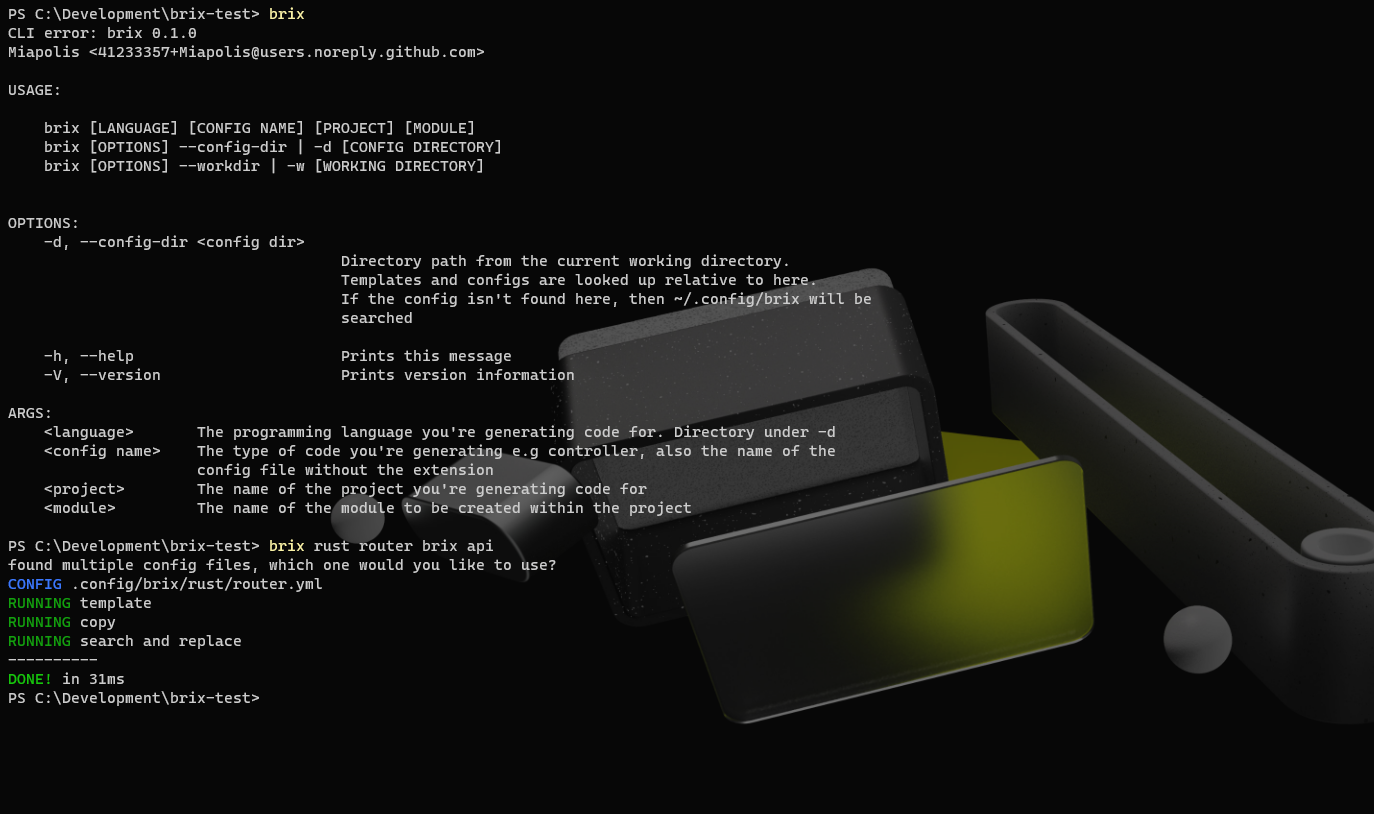 PS C:\Development\brix-test> brix
CLI error: brix 0.1.0
Miapolis <41233357+Miapolis@users.noreply.github.com>
USAGE:
brix [LANGUAGE] [CONFIG NAME] [PROJECT] [MODULE]
brix [OPTIONS] --config-dir | -d [CONFIG DIRECTORY]
brix [OPTIONS] --workdir | -w [WORKING DIRECTORY]
OPTIONS:
-d, --config-dir <config dir>
Directory path from the current working directory.
Templates and configs are looked up relative to here.
If the config isn't found here, then ~/.config/brix will be
searched
-h, --help Prints this message
-V, --version Prints version information
ARGS:
<language> The programming language you're generating code for. Directory under -d
<config name> The type of code you're generating e.g controller, also the name of the
config file without the extension
<project> The name of the project you're generating code for
<module> The name of the module to be created within the project
PS C:\Development\brix-test> brix rust router brix api
found multiple config files, which one would you like to use?
CONFIG .config/brix/rust/router.yml
RUNNING template
RUNNING copy
RUNNING search and replace
----------
DONE! in 31ms
PS C:\Development\brix-test>